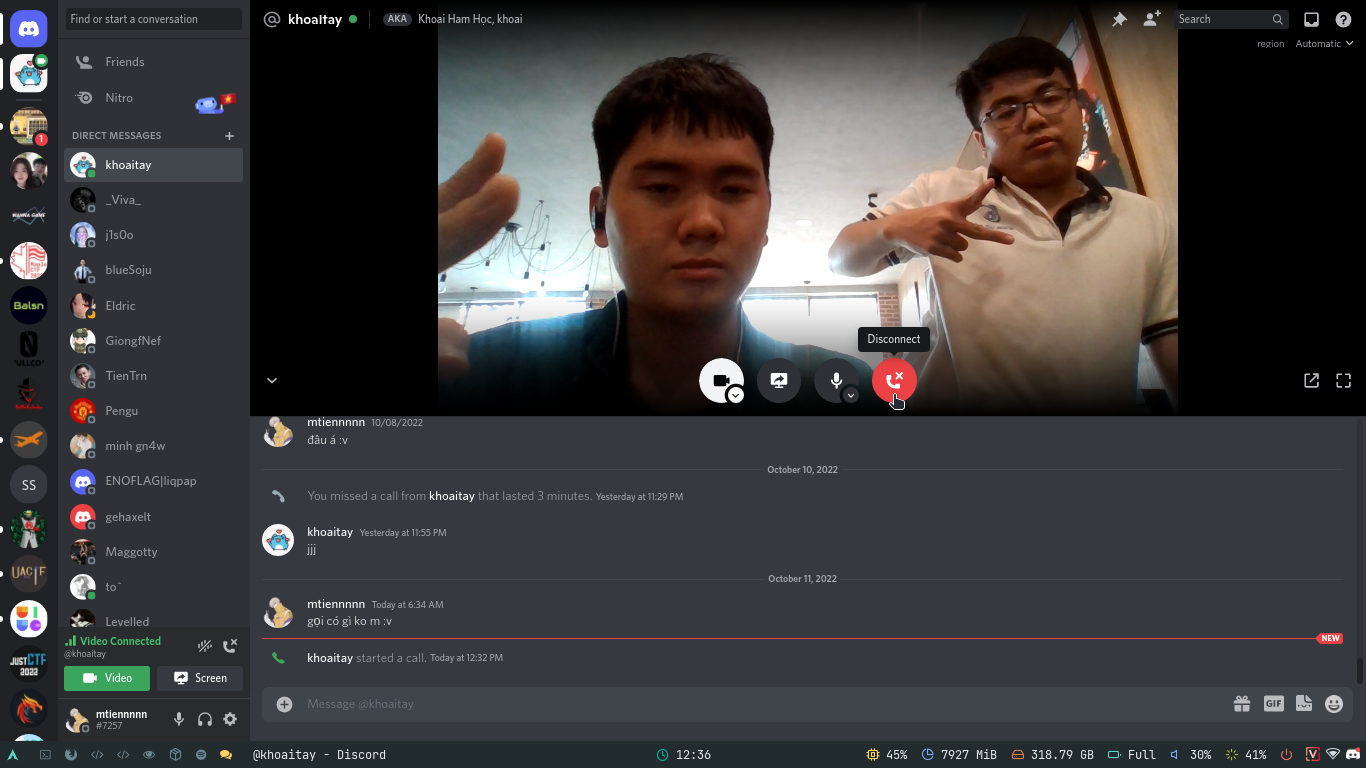 Find or start a conversation
khoaitay
AKA
Khoai Ham Học, khoai
Search
region
Automatic
Friends
Nitro
DIRECT MESSAGES
khoaitay
_Viva_
j1s0o
blueSoju
Eldric
GiongfNef
TienTrn
Pengu
minh gn4w
ENOFLAG|liqpap
gehaxelt
Maggotty
to^
Levelled
1
WANNA GAME
Balsn
SS
UACTF
JUSTCTF
2022
Video Connected
@khoaitay
Video
Screen
mtiennnnn
#7257
Disconnect
mtiennnnn 10/08/2022
đâu á :v
October 10, 2022
You missed a call from khoaitay that lasted 3 minutes. Yesterday at 11:29 PM
khoaitay Yesterday at 11:55 PM
jjj
October 11, 2022
mtiennnnn Today at 6:34 AM
gọi có gì ko m :v
NEW
khoaitay started a call. Today at 12:32 PM
Message @khoaitay
GIF
@khoaitay - Discord
12:36
45%
7927 MiB
318.79 GB
Full
30%
41%
V